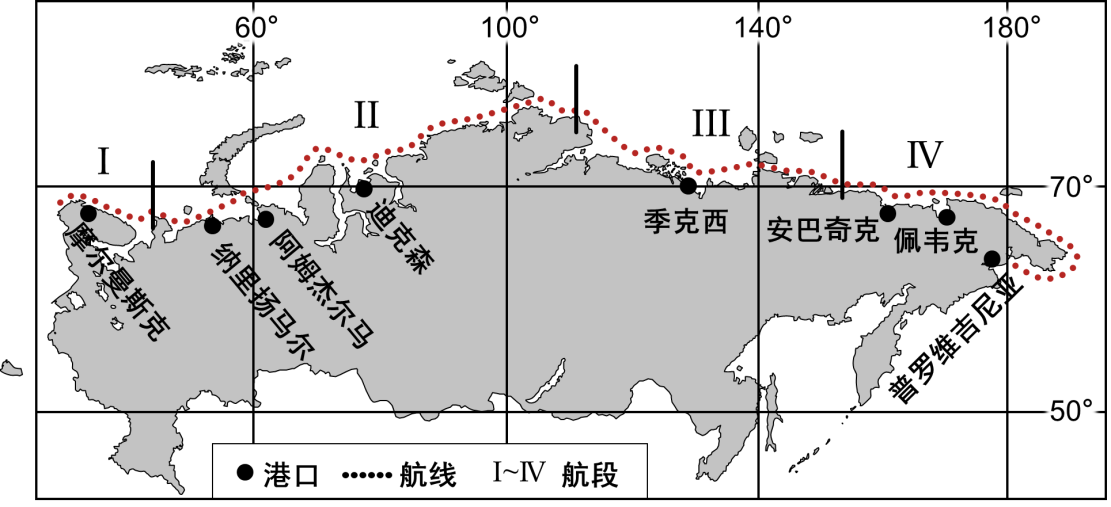 60° 100° 140° 180°
I II III IV
70°
摩尔曼斯克
纳里扬马尔
阿姆杰尔马
迪克森
季克西
安巴奇克
佩韦克
普罗维吉尼亚
50°
港口 航线 I~IV 航段